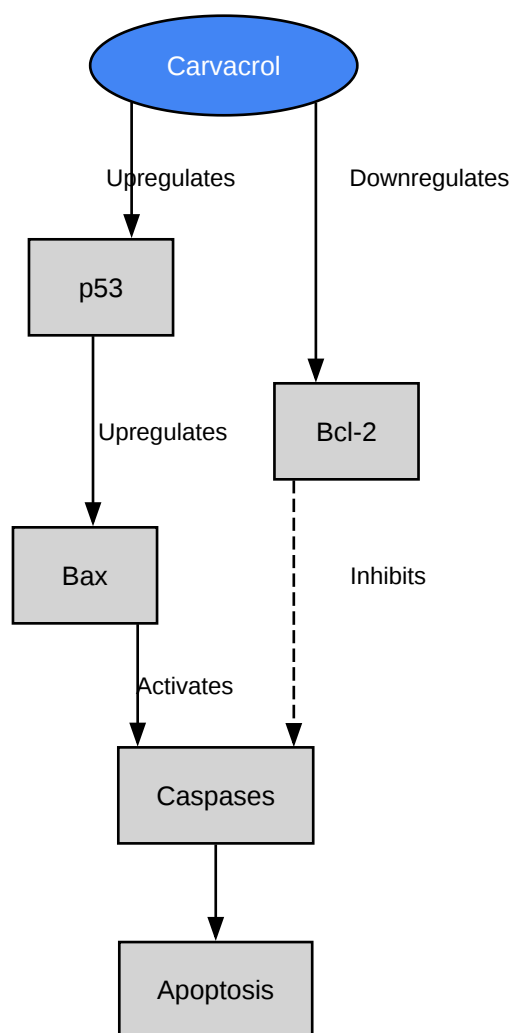 Carvacrol
Upregulates
Downregulates
p53
Upregulates
Bcl-2
Bax
Inhibits
Activates
Caspases
Apoptosis